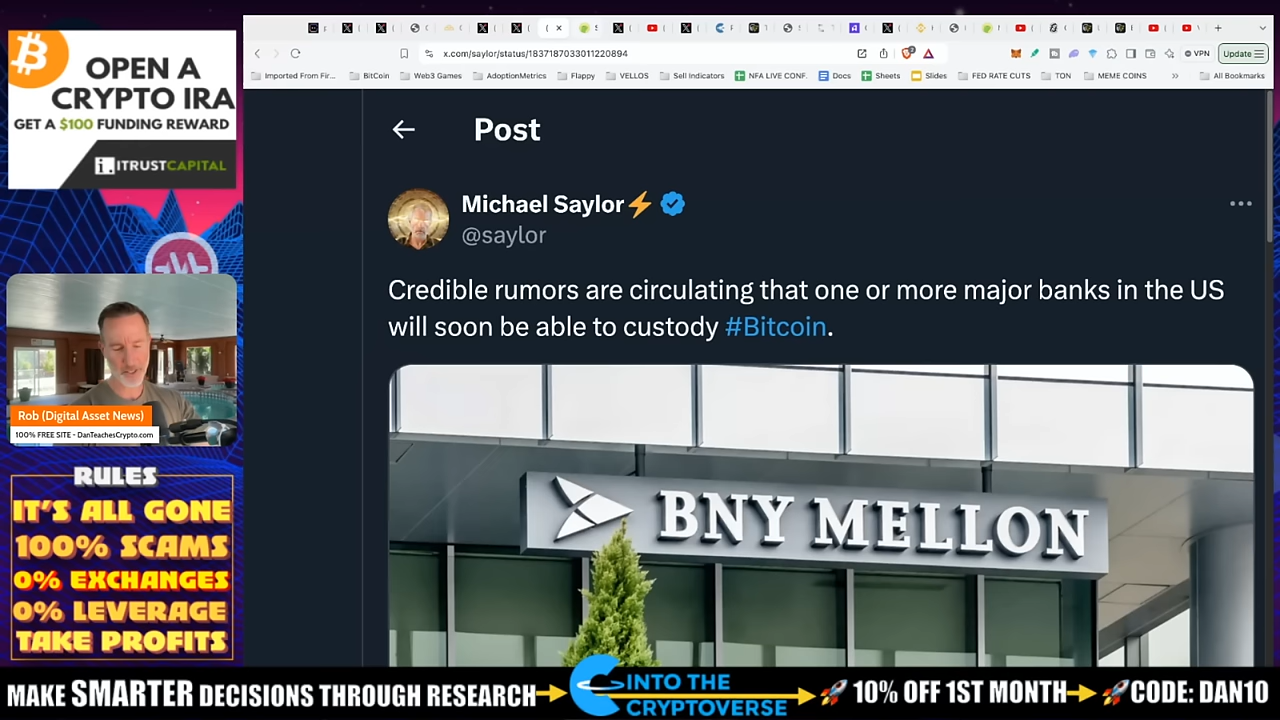 OPEN A
CRYPTO IRA
GET A $100 FUNDING REWARD
i. ITRUSTCAPITAL
Rob (Digital Asset News)
100% FREE SITE - DanTeachesCrypto.com
RULES
IT'S ALL GONE
100% SCAMS
0% EXCHANGES
0% LEVERAGE
TAKE PROFITS
x.com/saylor/status/1837187033011220894
VPN
Update
Imported From Fir... BitCoin Web3 Games AdoptionMetrics Flappy VELLOS Sell Indicators NFA LIVE CONF. Docs Sheets Slides FED RATE CUTS TON MEME COINS » All Bookmarks
Post
Michael Saylor⚡
@saylor
Credible rumors are circulating that one or more major banks in the US
will soon be able to custody #Bitcoin.
BNY MELLON
MAKE SMARTER DECISIONS THROUGH RESEARCH
INTO THE
CRYPTOVERSE
🚀 10% OFF 1ST MONTH
🚀CODE: DAN10